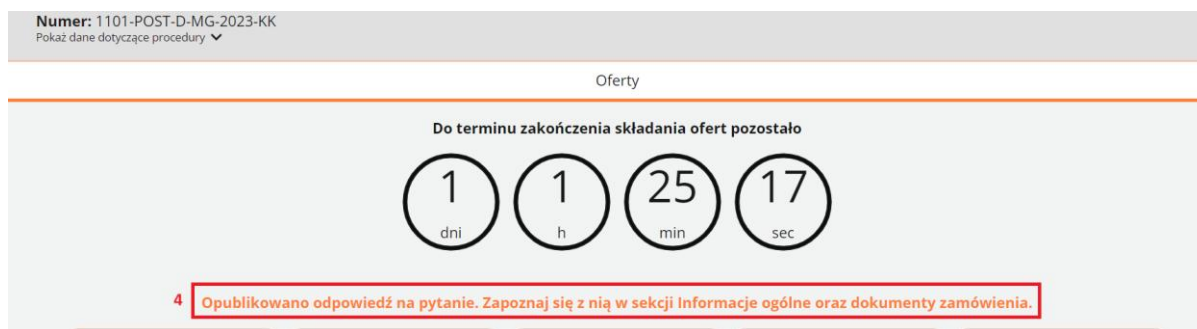 Numer: 1101-POST-D-MG-2023-KK
Pokaż dane dotyczące procedury
Oferty
Do terminu zakończenia składania ofert pozostało
1 1 25 17
dni h min sec
4 Opublikowano odpowiedź na pytanie. Zapoznaj się z nią w sekcji Informacje ogólne oraz dokumenty zamówienia.